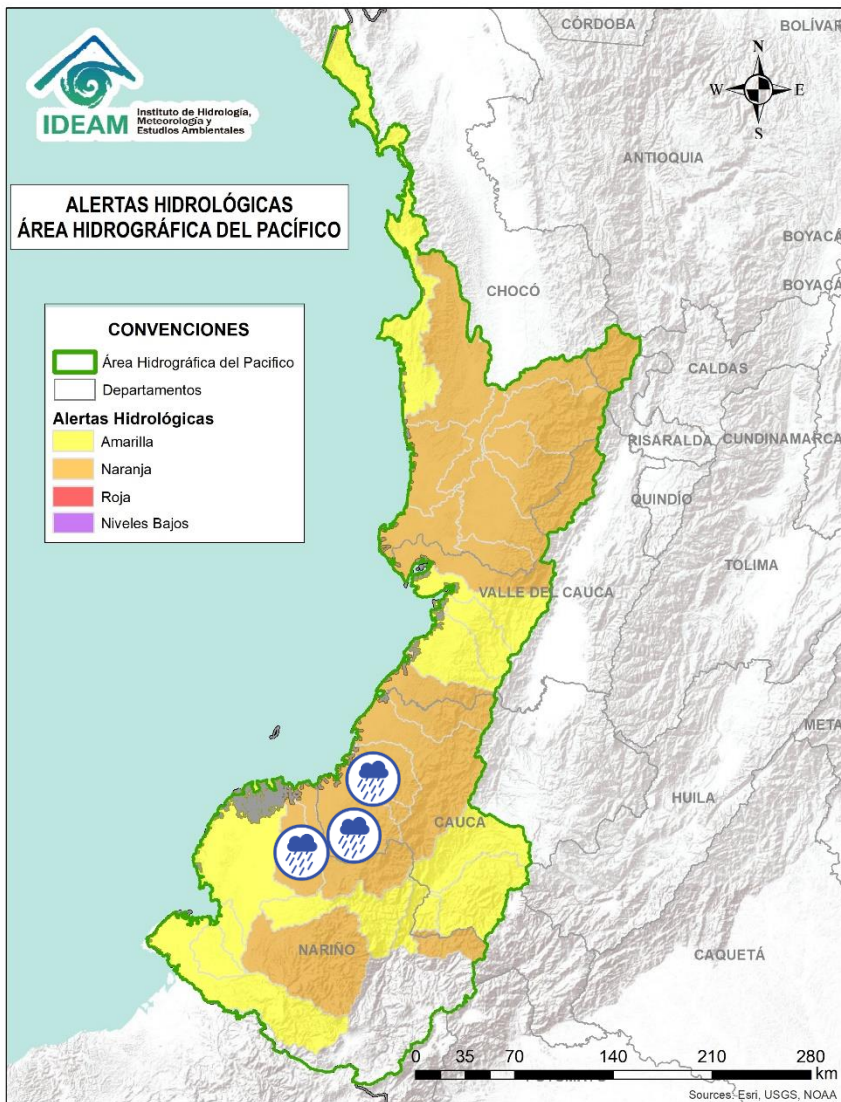 IDEAM
Instituto de Hidrología,
Meteorología y
Estudios Ambientales
ALERTAS HIDROLÓGICAS
ÁREA HIDROGRÁFICA DEL PACÍFICO
CONVENCIONES
Área Hidrográfica del Pacifico
Departamentos
Alertas Hidrológicas
Amarilla
Naranja
Roja
Niveles Bajos
N
W
E
S
CÓRDOBA
BOLÍVAR
ANTIOQUIA
BOYACÁ
BOYACÁ
CHOCÓ
CALDAS
RISARALDA
CUNDINAMARCA
QUINDÍO
TOLIMA
VALLE DEL CAUCA
META
HUILA
CAUCA
NARIÑO
CAQUETÁ
0 35 70 140 210 280
km
Sources: Esri, USGS, NOAA